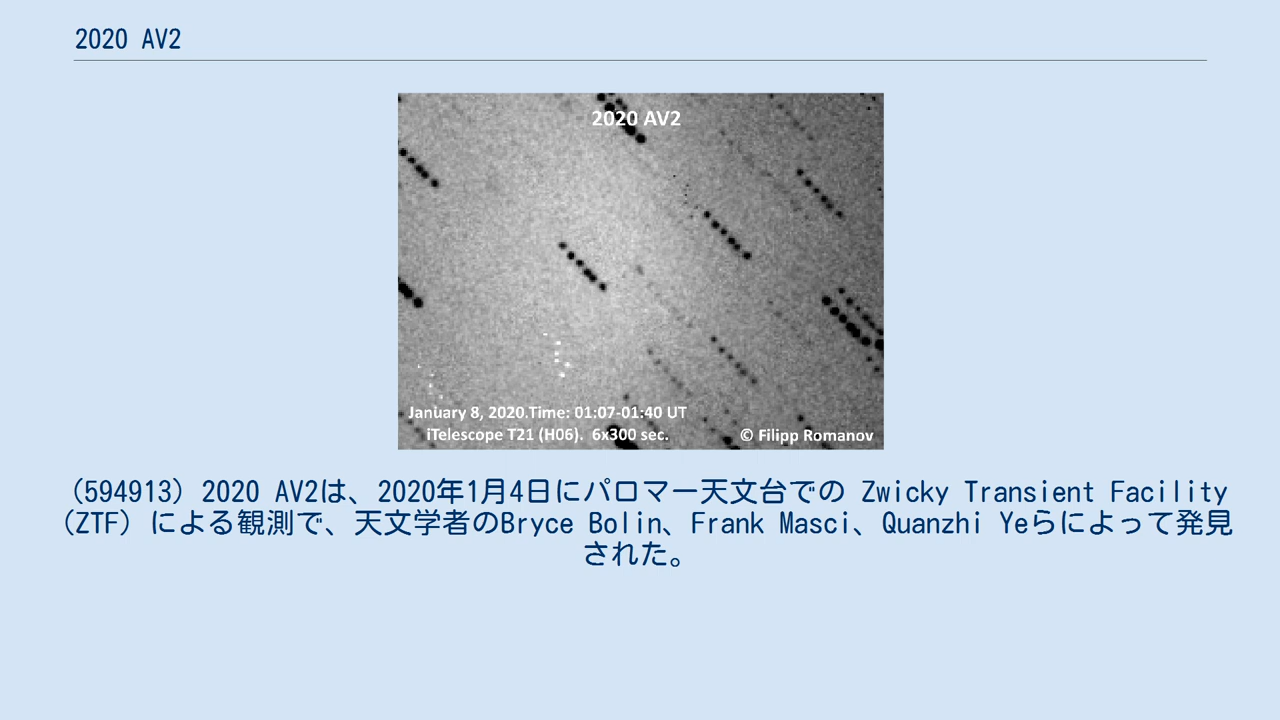 2020 AV2
2020 AV2
January 8, 2020.Time: 01:07-01:40 UT
iTelescope T21 (H06). 6x300 sec.
© Filipp Romanov
（594913）2020 AV2は、2020年1月4日にパロマー天文台での Zwicky Transient Facility
（ZTF）による観測で、天文学者のBryce Bolin、Frank Masci、Quanzhi Yeらによって発見
された。